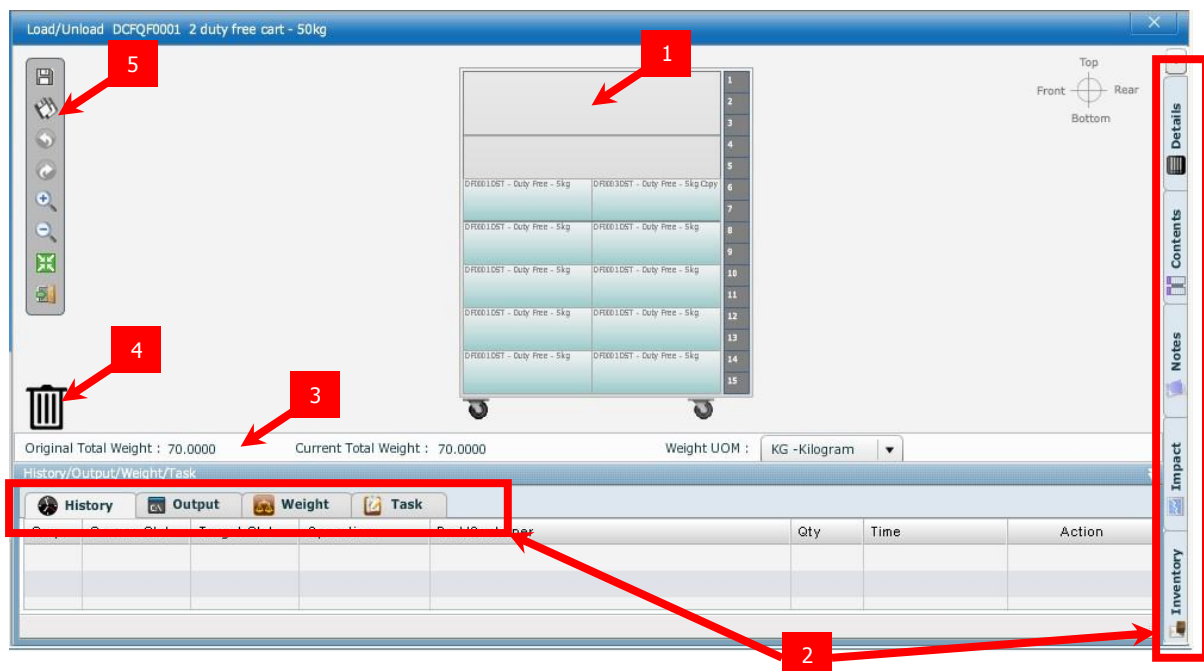 Load/Unload DCFQF0001 2 duty free cart - 50kg
5
1
Top
Front
Rear
Bottom
1
2
3
4
5
DF0001DST - Duty Free - 5kg
DF0003DST - Duty Free - 5kg Copy
6
7
DF0001DST - Duty Free - 5kg
DF0001DST - Duty Free - 5kg
8
9
DF0001DST - Duty Free - 5kg
DF0001DST - Duty Free - 5kg
10
11
DF0001DST - Duty Free - 5kg
DF0001DST - Duty Free - 5kg
12
13
DF0001DST - Duty Free - 5kg
DF0001DST - Duty Free - 5kg
14
15
4
3
Original Total Weight : 70.0000
Current Total Weight : 70.0000
Weight UOM :
KG -Kilogram
History/Output/Weight/Task
History
Output
Weight
Task
Qty
Time
Action
2
Details
Contents
Notes
Impact
Inventory